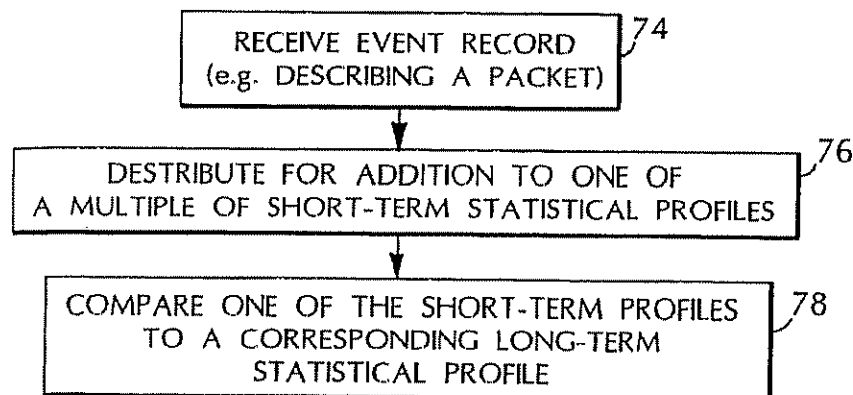 RECEIVE EVENT RECORD
(e.g. DESCRIBING A PACKET)
74
DESTRIBUTE FOR ADDITION TO ONE OF
A MULTIPLE OF SHORT-TERM STATISTICAL PROFILES
76
COMPARE ONE OF THE SHORT-TERM PROFILES
TO A CORRESPONDING LONG-TERM
STATISTICAL PROFILE
78